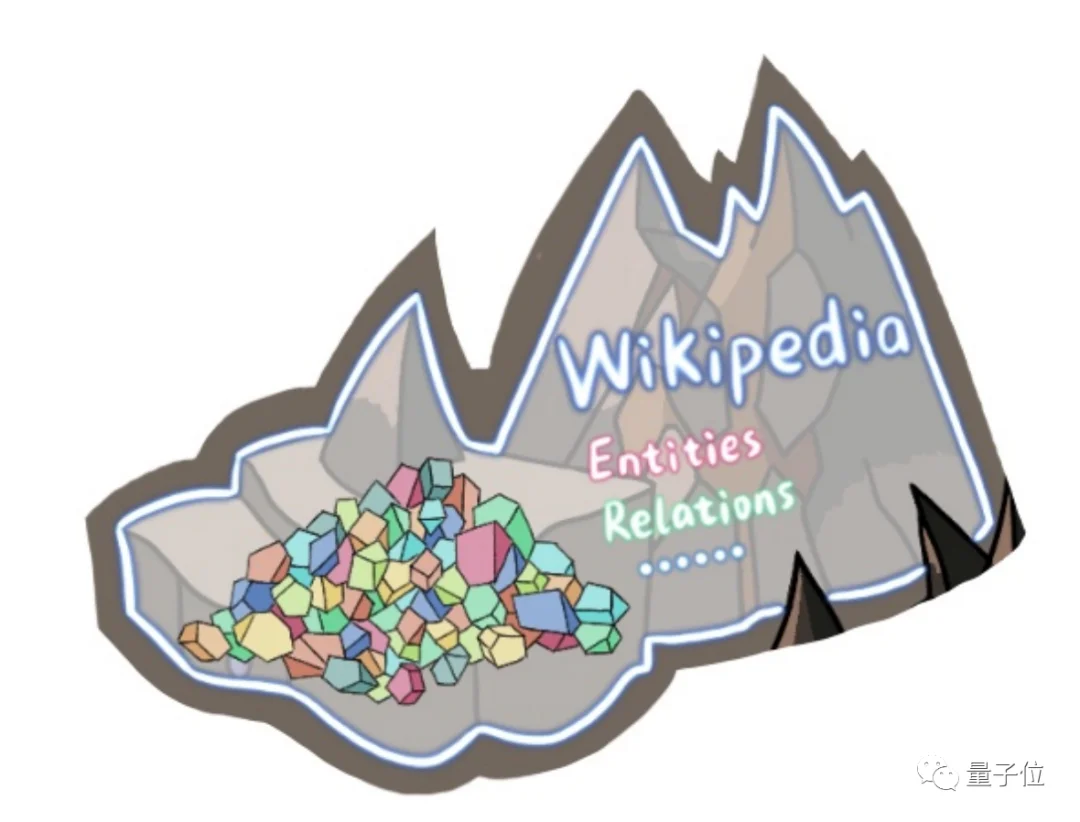 Wikipedia
Entities
Relations
......
量子位